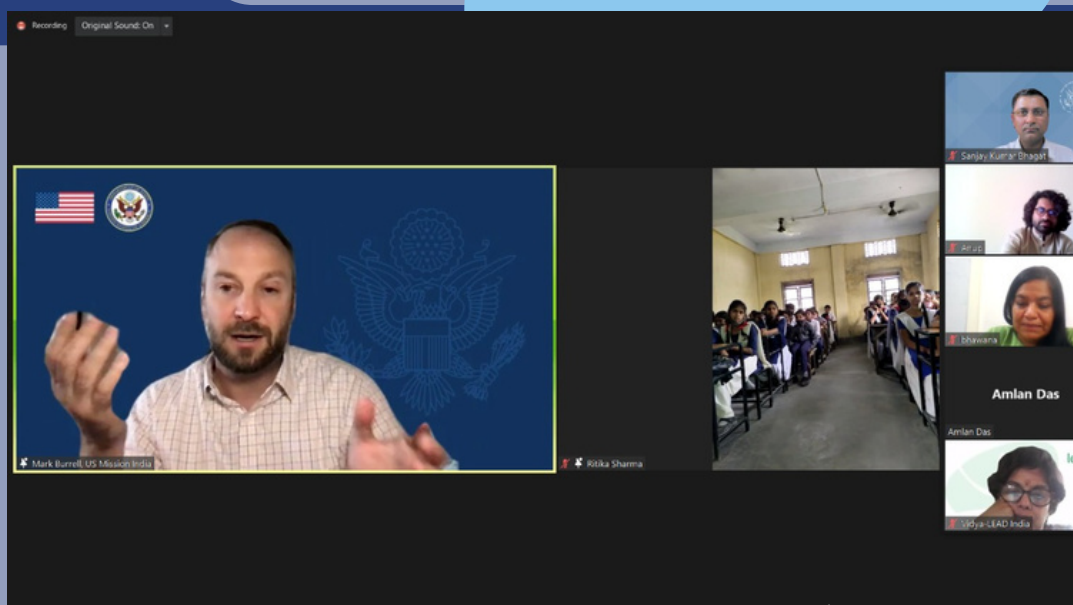 Recording Original Sound: On
Sanjay Kumar Bhagat
Anup
bhawana
Amlan Das
Amlan Das
Vidya-LEAD India
Mark Burrell, US Mission India
Ritika Sharma